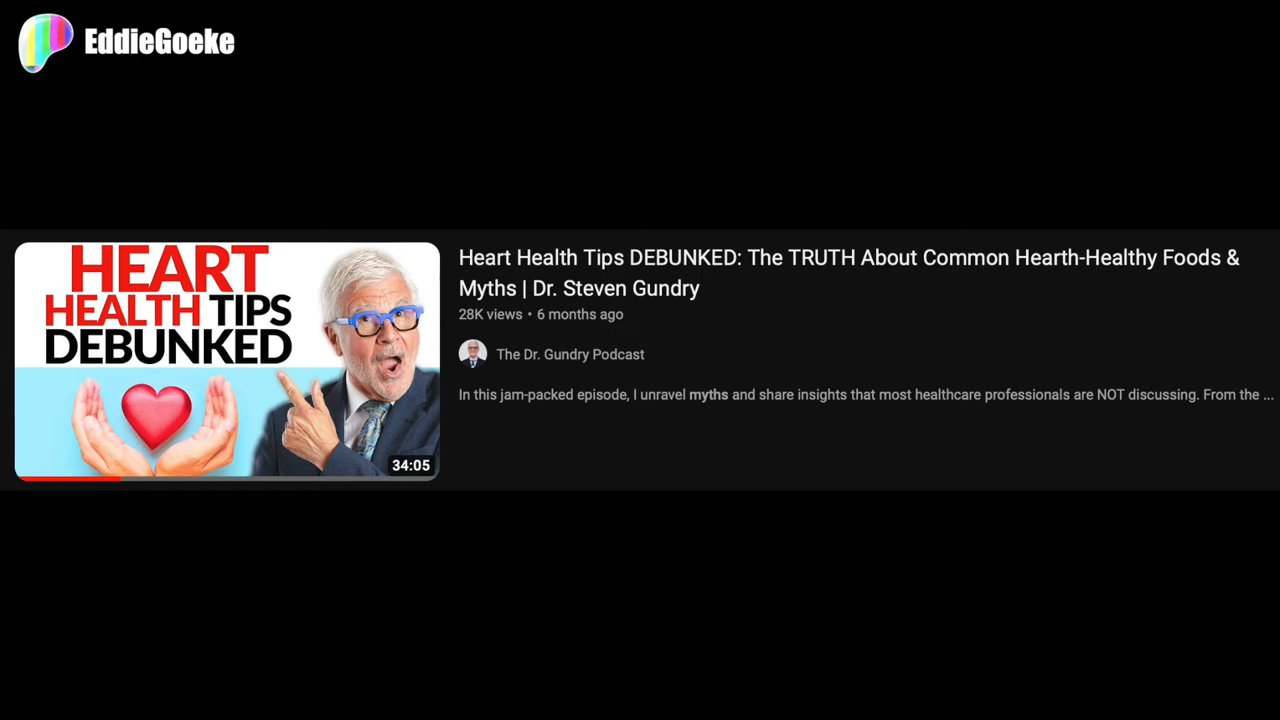 EddieGoeke
HEART
HEALTH TIPS
DEBUNKED
34:05
Heart Health Tips DEBUNKED: The TRUTH About Common Hearth-Healthy Foods &
Myths | Dr. Steven Gundry
28K views • 6 months ago
The Dr. Gundry Podcast
In this jam-packed episode, I unravel myths and share insights that most healthcare professionals are NOT discussing. From the ...